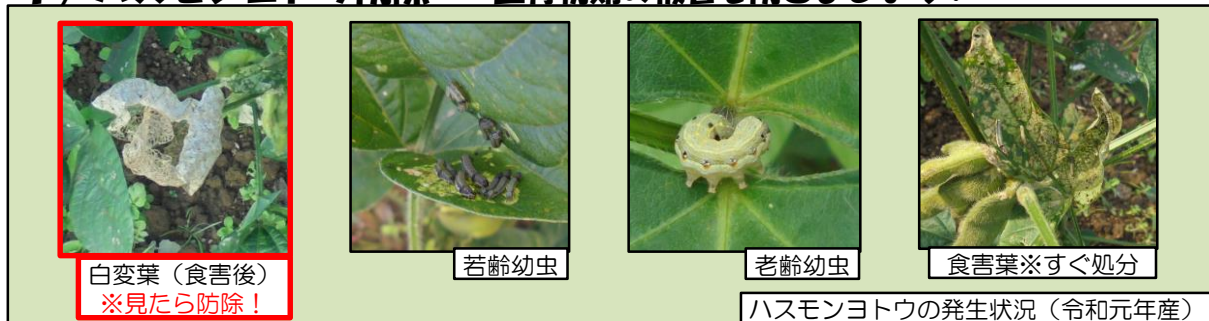 白変葉（食害後）
※見たら防除！
若齢幼虫
老齢幼虫
食害葉※すぐ処分
ハスモンヨトウの発生状況（令和元年産）